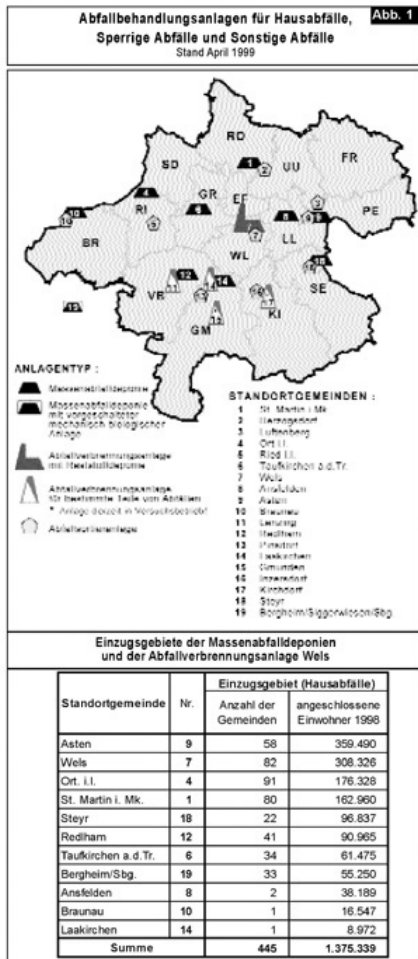 Abfallbehandlungsanlagen für Hausabfälle,
Sperrige Abfälle und Sonstige Abfälle
Stand April 1999
Abb. 1
RD
SD
UU
FR
GR
EF
RI
PE
BR
WL
LL
VB
SE
GM
KI
ANLAGENTYP :
Massenabfalldeponie
Massenabfalldeponie
mit vorgeschalteter
mechanisch biologischer
Anlage
Abfallverbrennungsanlage
mit Reststoffdeponie
Abfallverbrennungsanlage
für bestimmte Teile von Abfällen
* Anlage derzeit in Versuchsbetrieb!
Abfallsortieranlage
STANDORTGEMEINDEN :
1 St. Martin i Mk.
2 Herzogsdorf
3 Luftenberg
4 Ort i.I.
5 Ried i.I.
6 Taufkirchen a.d.Tr.
7 Wels
8 Ansfelden
9 Asten
10 Braunau
11 Lenzing
12 Redlham
13 Pinsdorf
14 Laakirchen
15 Gmunden
16 Inzersdorf
17 Kirchdorf
18 Steyr
19 Bergheim/Siggerwiesen/Sbg.
Einzugsgebiete der Massenabfalldeponien
und der Abfallverbrennungsanlage Wels
Standortgemeinde Nr. Einzugsgebiet (Hausabfälle)
Anzahl der Gemeinden angeschlossene Einwohner 1998
Asten 9 58 359.490
Wels 7 82 308.326
Ort. i.I. 4 91 176.328
St. Martin i. Mk. 1 80 162.960
Steyr 18 22 96.837
Redlham 12 41 90.965
Taufkirchen a.d.Tr. 6 34 61.475
Bergheim/Sbg. 19 33 55.250
Ansfelden 8 2 38.189
Braunau 10 1 16.547
Laakirchen 14 1 8.972
Summe 445 1.375.339